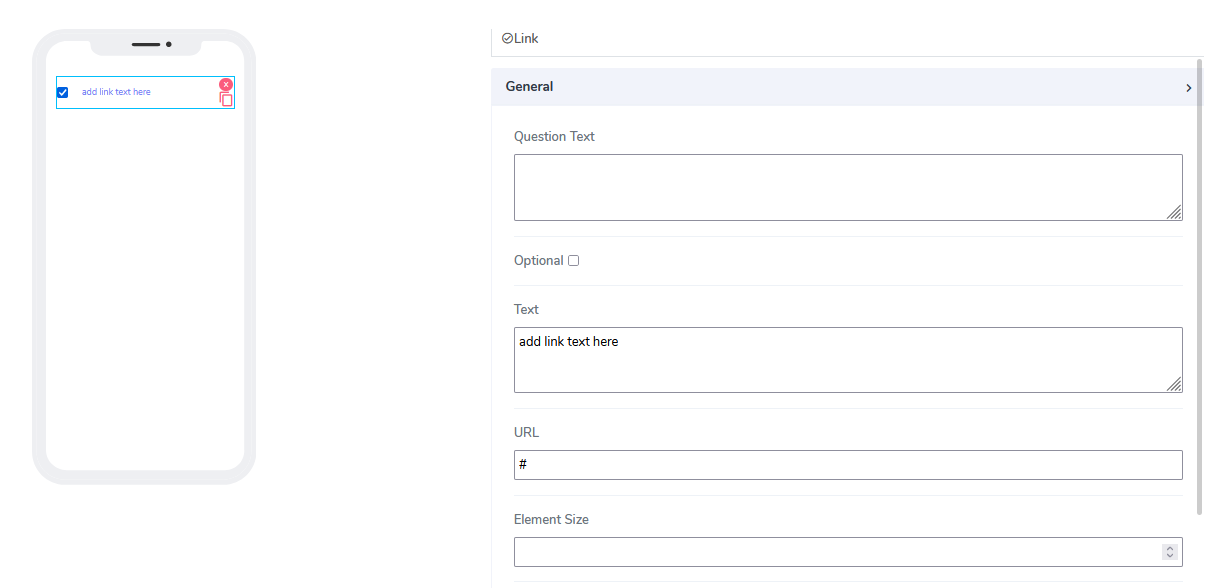 add link text here
Link
General
Question Text
Optional
Text
add link text here
URL
#
Element Size